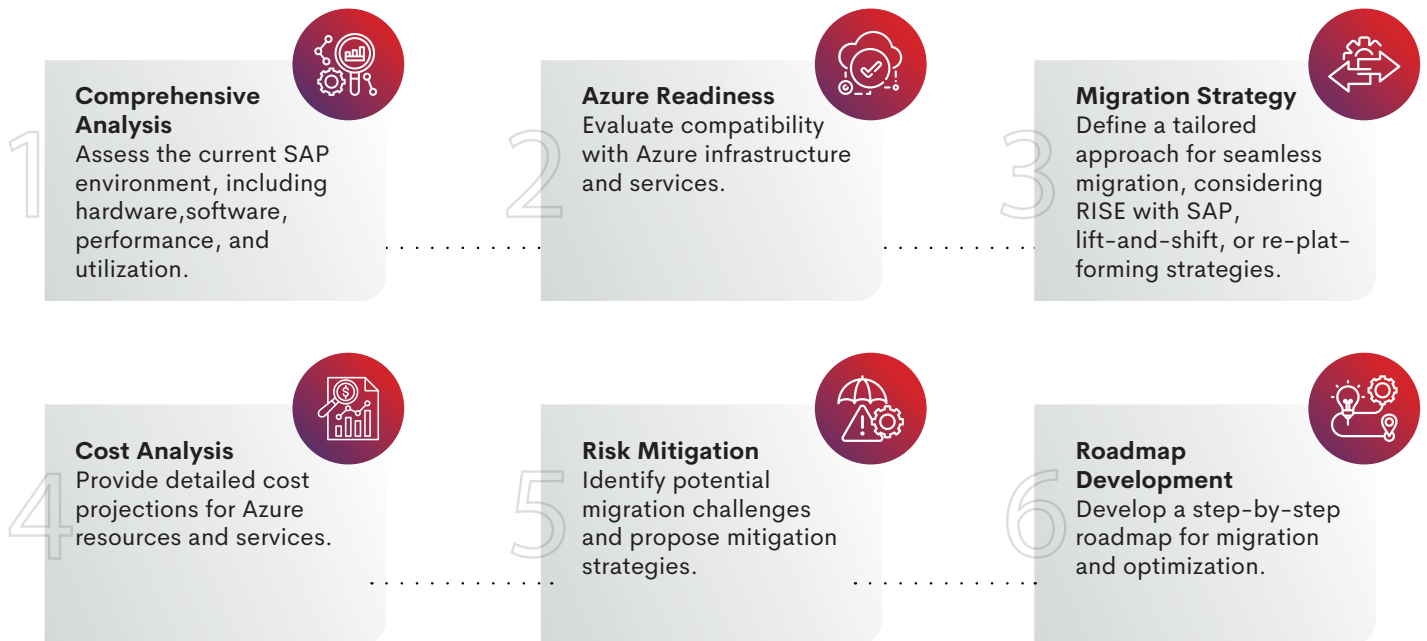 1
Comprehensive
Analysis
Assess the current SAP
environment, including
hardware,software,
performance, and
utilization.
2
Azure Readiness
Evaluate compatibility
with Azure infrastructure
and services.
3
Migration Strategy
Define a tailored
approach for seamless
migration, considering
RISE with SAP,
lift-and-shift, or re-plat-
forming strategies.
4
Cost Analysis
Provide detailed cost
projections for Azure
resources and services.
5
Risk Mitigation
Identify potential
migration challenges
and propose mitigation
strategies.
6
Roadmap
Development
Develop a step-by-step
roadmap for migration
and optimization.